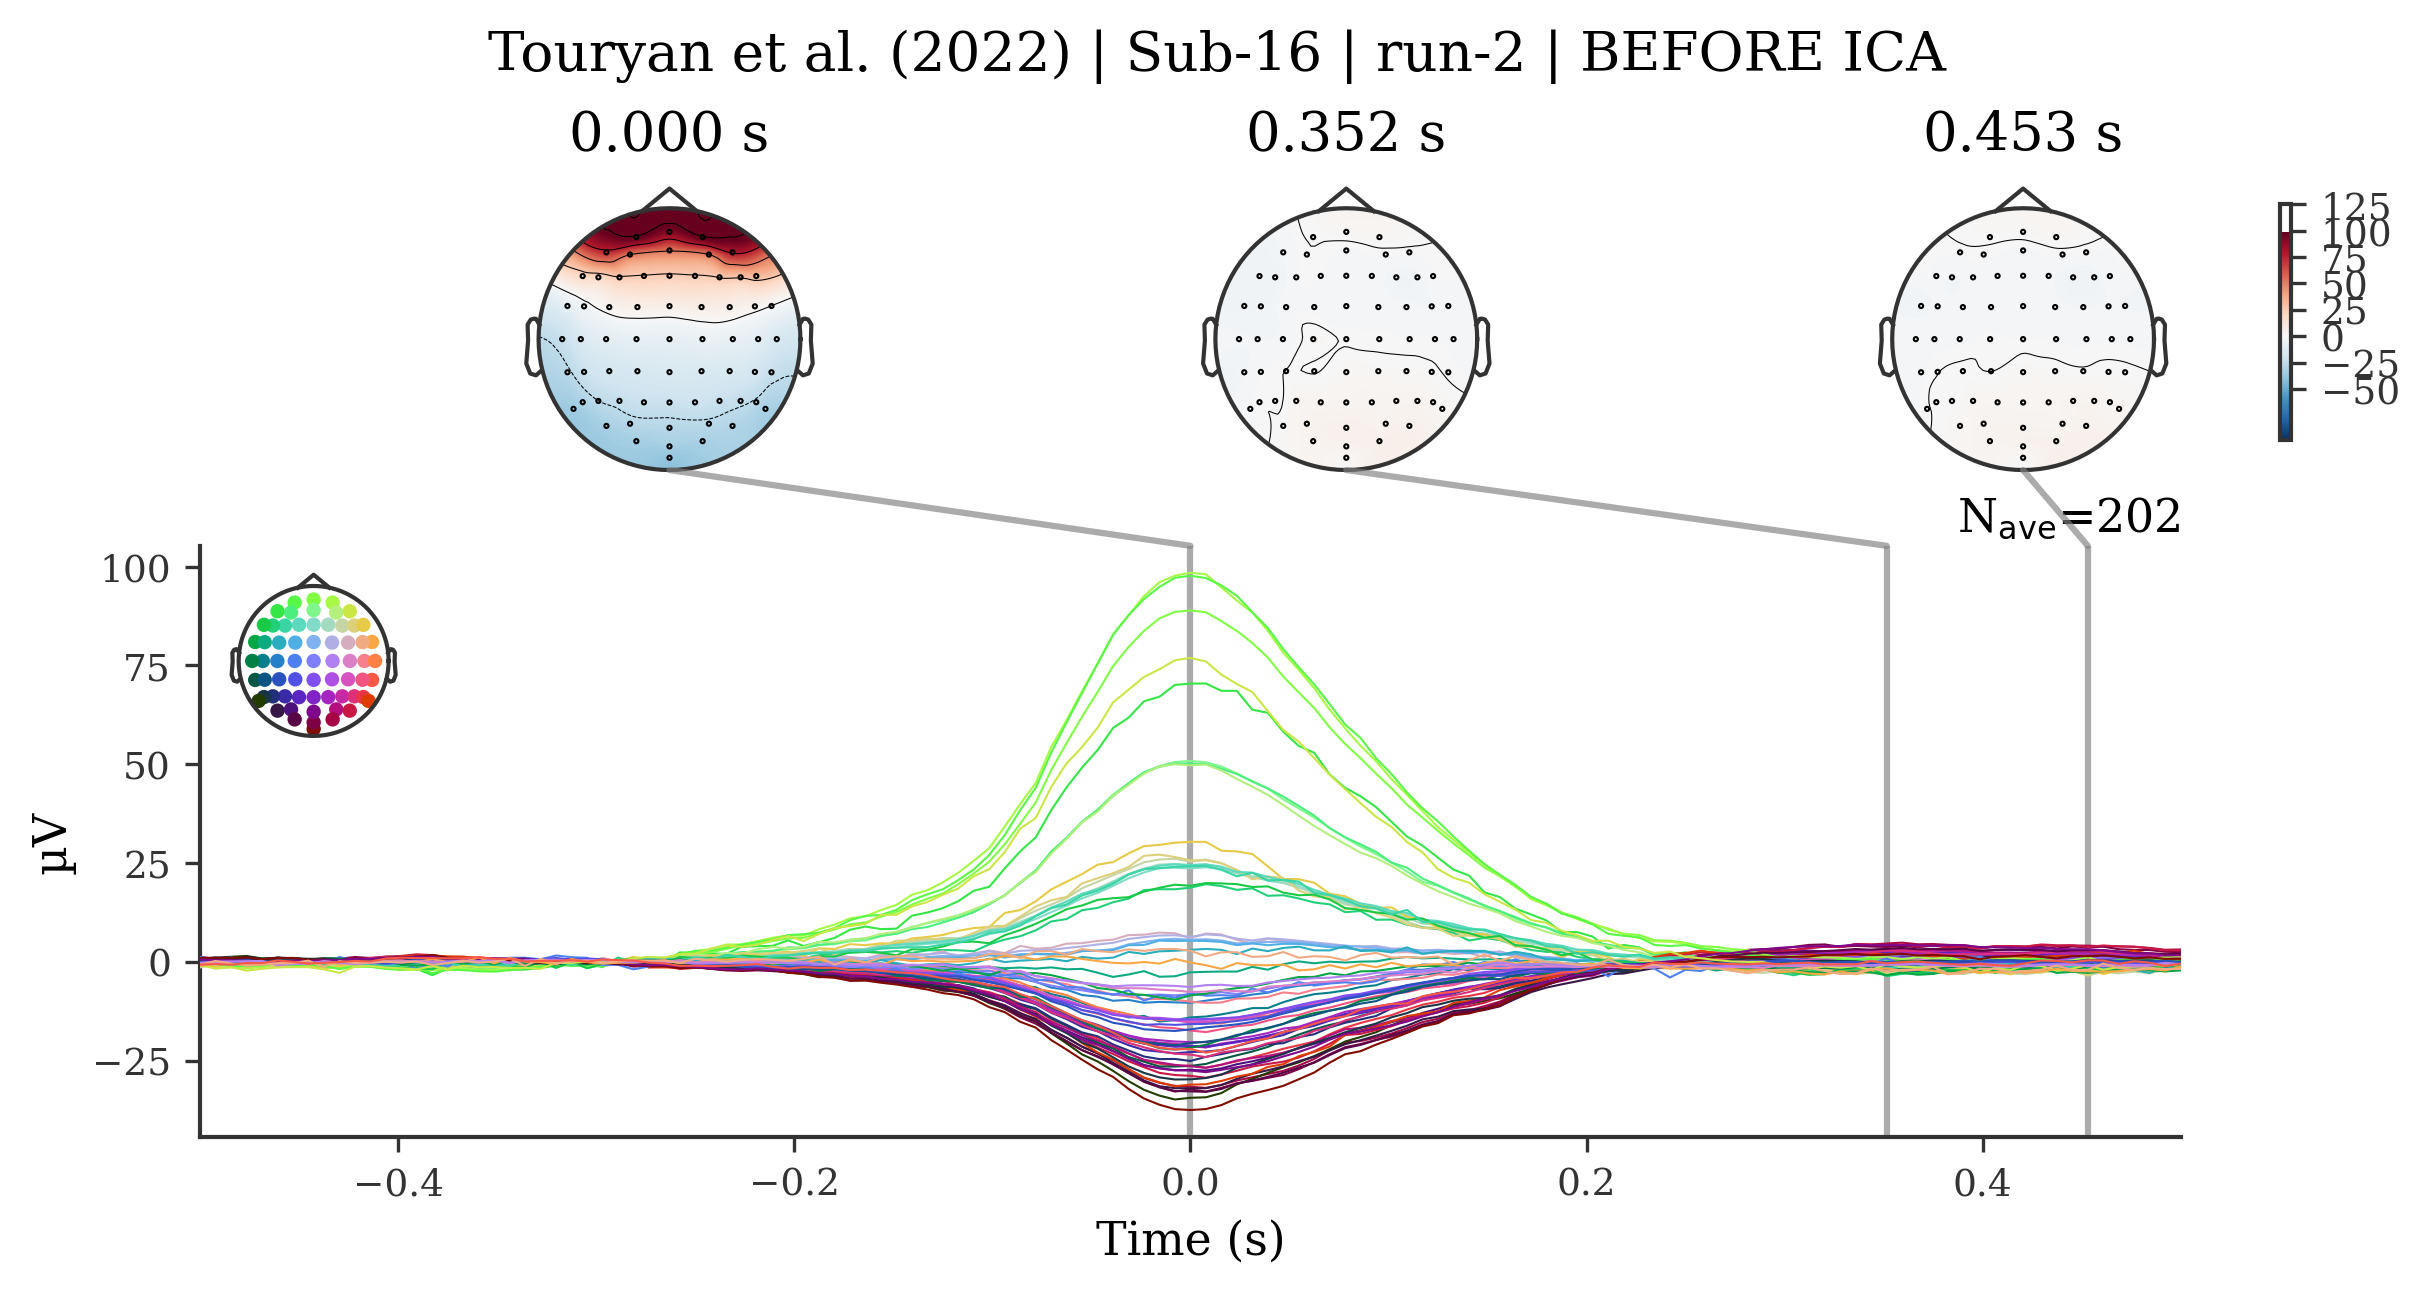 Touryan et al. (2022) | Sub-16 | run-2 | BEFORE ICA
0.000 s
0.352 s
0.453 s
125
100
75
50
25
0
−25
−50
Nave=202
100
75
50
25
0
−25
µV
−0.4
−0.2
0.0
0.2
0.4
Time (s)